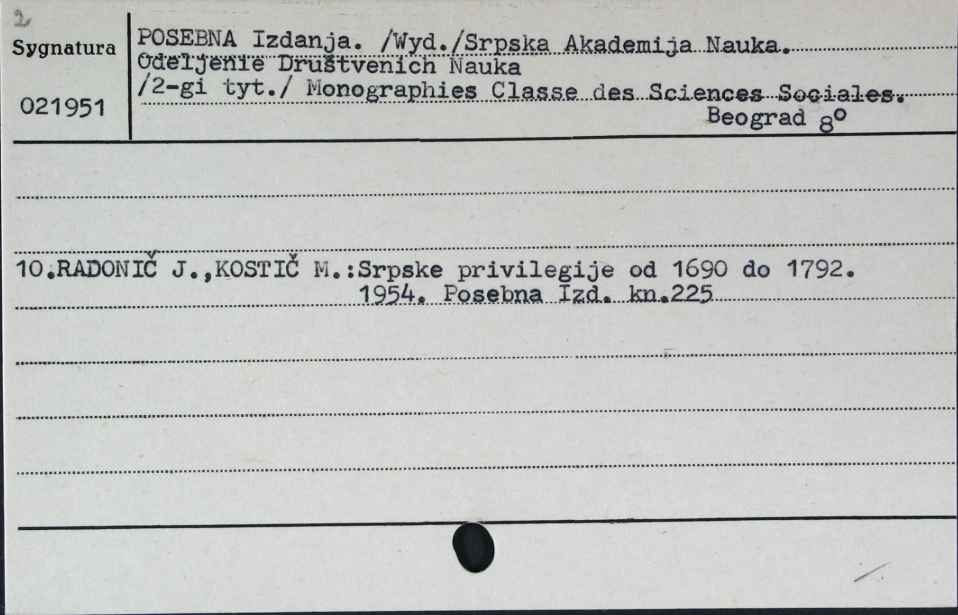 2
Sygnatura
021951
POSEBNA Izdanja. /Wyd./Srpska Akademija Nauka.
Odeljenie Društvenich Nauka
/2-gi tyt./ Monographies Classe des Sciences Sociales.
Beograd 8°
10.RADONIČ J.,KOSTIČ M.:Srpske privilegije od 1690 do 1792.
1954. Posebna Izd. kn.225